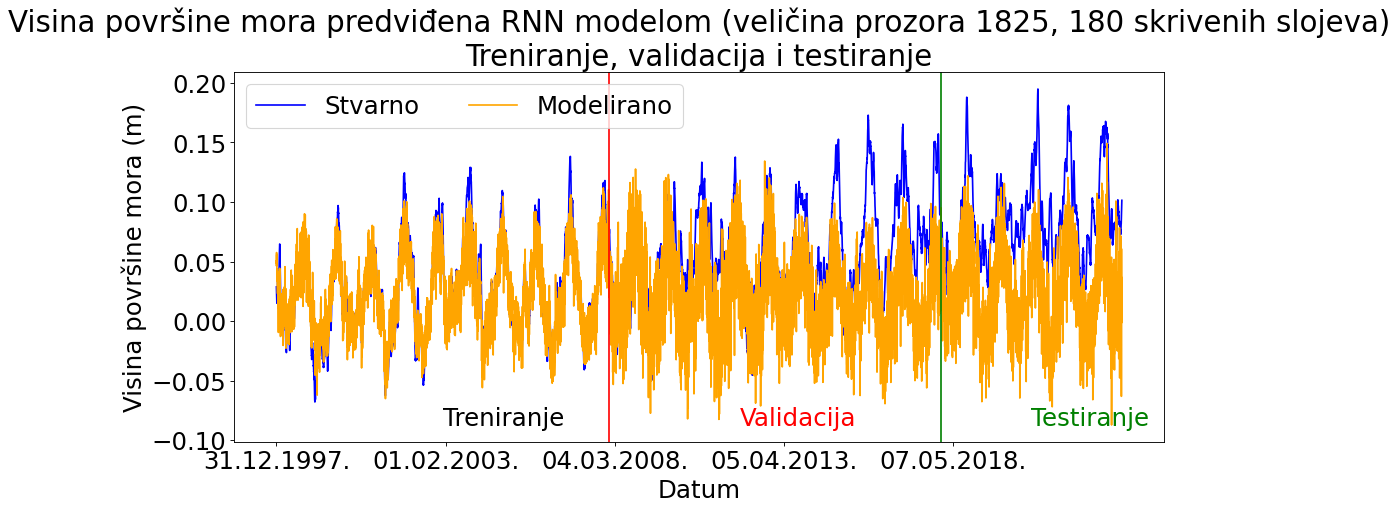 Visina površine mora predviđena RNN modelom (veličina prozora 1825, 180 skrivenih slojeva)
Treniranje, validacija i testiranje
Stvarno
Modelirano
Visina površine mora (m)
0.20
0.15
0.10
0.05
0.00
−0.05
−0.10
Treniranje
Validacija
Testiranje
31.12.1997.
01.02.2003.
04.03.2008.
05.04.2013.
07.05.2018.
Datum